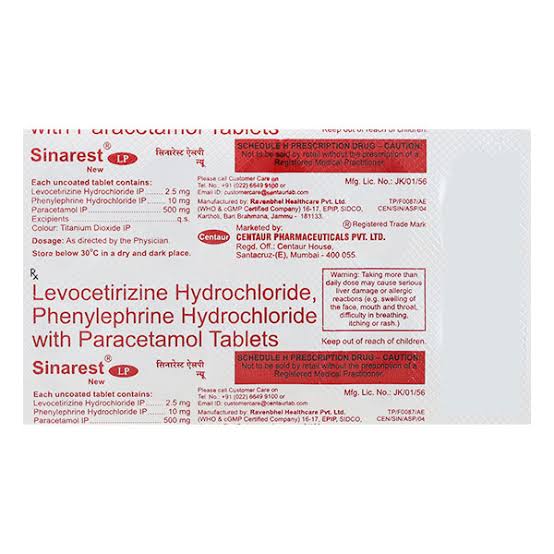 with Paracetamol Tablets
Keep out of reach of children.
Sinarest® LP
New
सिनारेस्ट ऐलपी
न्यू
SCHEDULE H PRESCRIPTION DRUG – CAUTION
Not to be sold by retail without the prescription of a
Registered Medical Practitioner.
Each uncoated tablet contains:
Levocetirizine Hydrochloride IP ...... 2.5 mg
Phenylephrine Hydrochloride IP ...... 10 mg
Paracetamol IP ...... 500 mg
Excipients ...... q.s.
Colour: Titanium Dioxide IP
Dosage: As directed by the Physician.
Store below 30°C in a dry and dark place.
Please call Customer Care on
Tel. No.: +91 (022) 6649 9100 or
Email ID: customercare@centaurlab.com
Mfg. Lic. No.: JK/01/56
Manufactured by: Ravenbhel Healthcare Pvt. Ltd. TP/F0087/AE
(WHO & cGMP Certified Company) 16-17, EPIP, SIDCO, CEN/SIN/ASP/04
Kartholi, Bari Brahmana, Jammu - 181133.
® Registered Trade Mark
Centaur
Marketed by:
CENTAUR PHARMACEUTICALS PVT. LTD.
Regd. Off.: Centaur House,
Santacruz-(E), Mumbai - 400 055.
Rx
Levocetirizine Hydrochloride,
Phenylephrine Hydrochloride
with Paracetamol Tablets
Warning: Taking more than
daily dose may cause serious
liver damage or allergic
reactions (e.g. swelling of
the face, mouth and throat,
difficulty in breathing,
itching or rash.)
Keep out of reach of children.
Sinarest® LP
New
सिनारेस्ट ऐलपी
न्यू
SCHEDULE H PRESCRIPTION DRUG – CAUTION
Not to be sold by retail without the prescription of a
Registered Medical Practitioner.
Each uncoated tablet contains:
Levocetirizine Hydrochloride IP ...... 2.5 mg
Phenylephrine Hydrochloride IP ...... 10 mg
Paracetamol IP ...... 500 mg
Please call Customer Care on
Tel. No.: +91 (022) 6649 9100 or
Email ID: customercare@centaurlab.com
Mfg. Lic. No.: JK/01/56
Manufactured by: Ravenbhel Healthcare Pvt. Ltd. TP/F0087/AE
(WHO & cGMP Certified Company) 16-17, EPIP, SIDCO, CEN/SIN/ASP/04